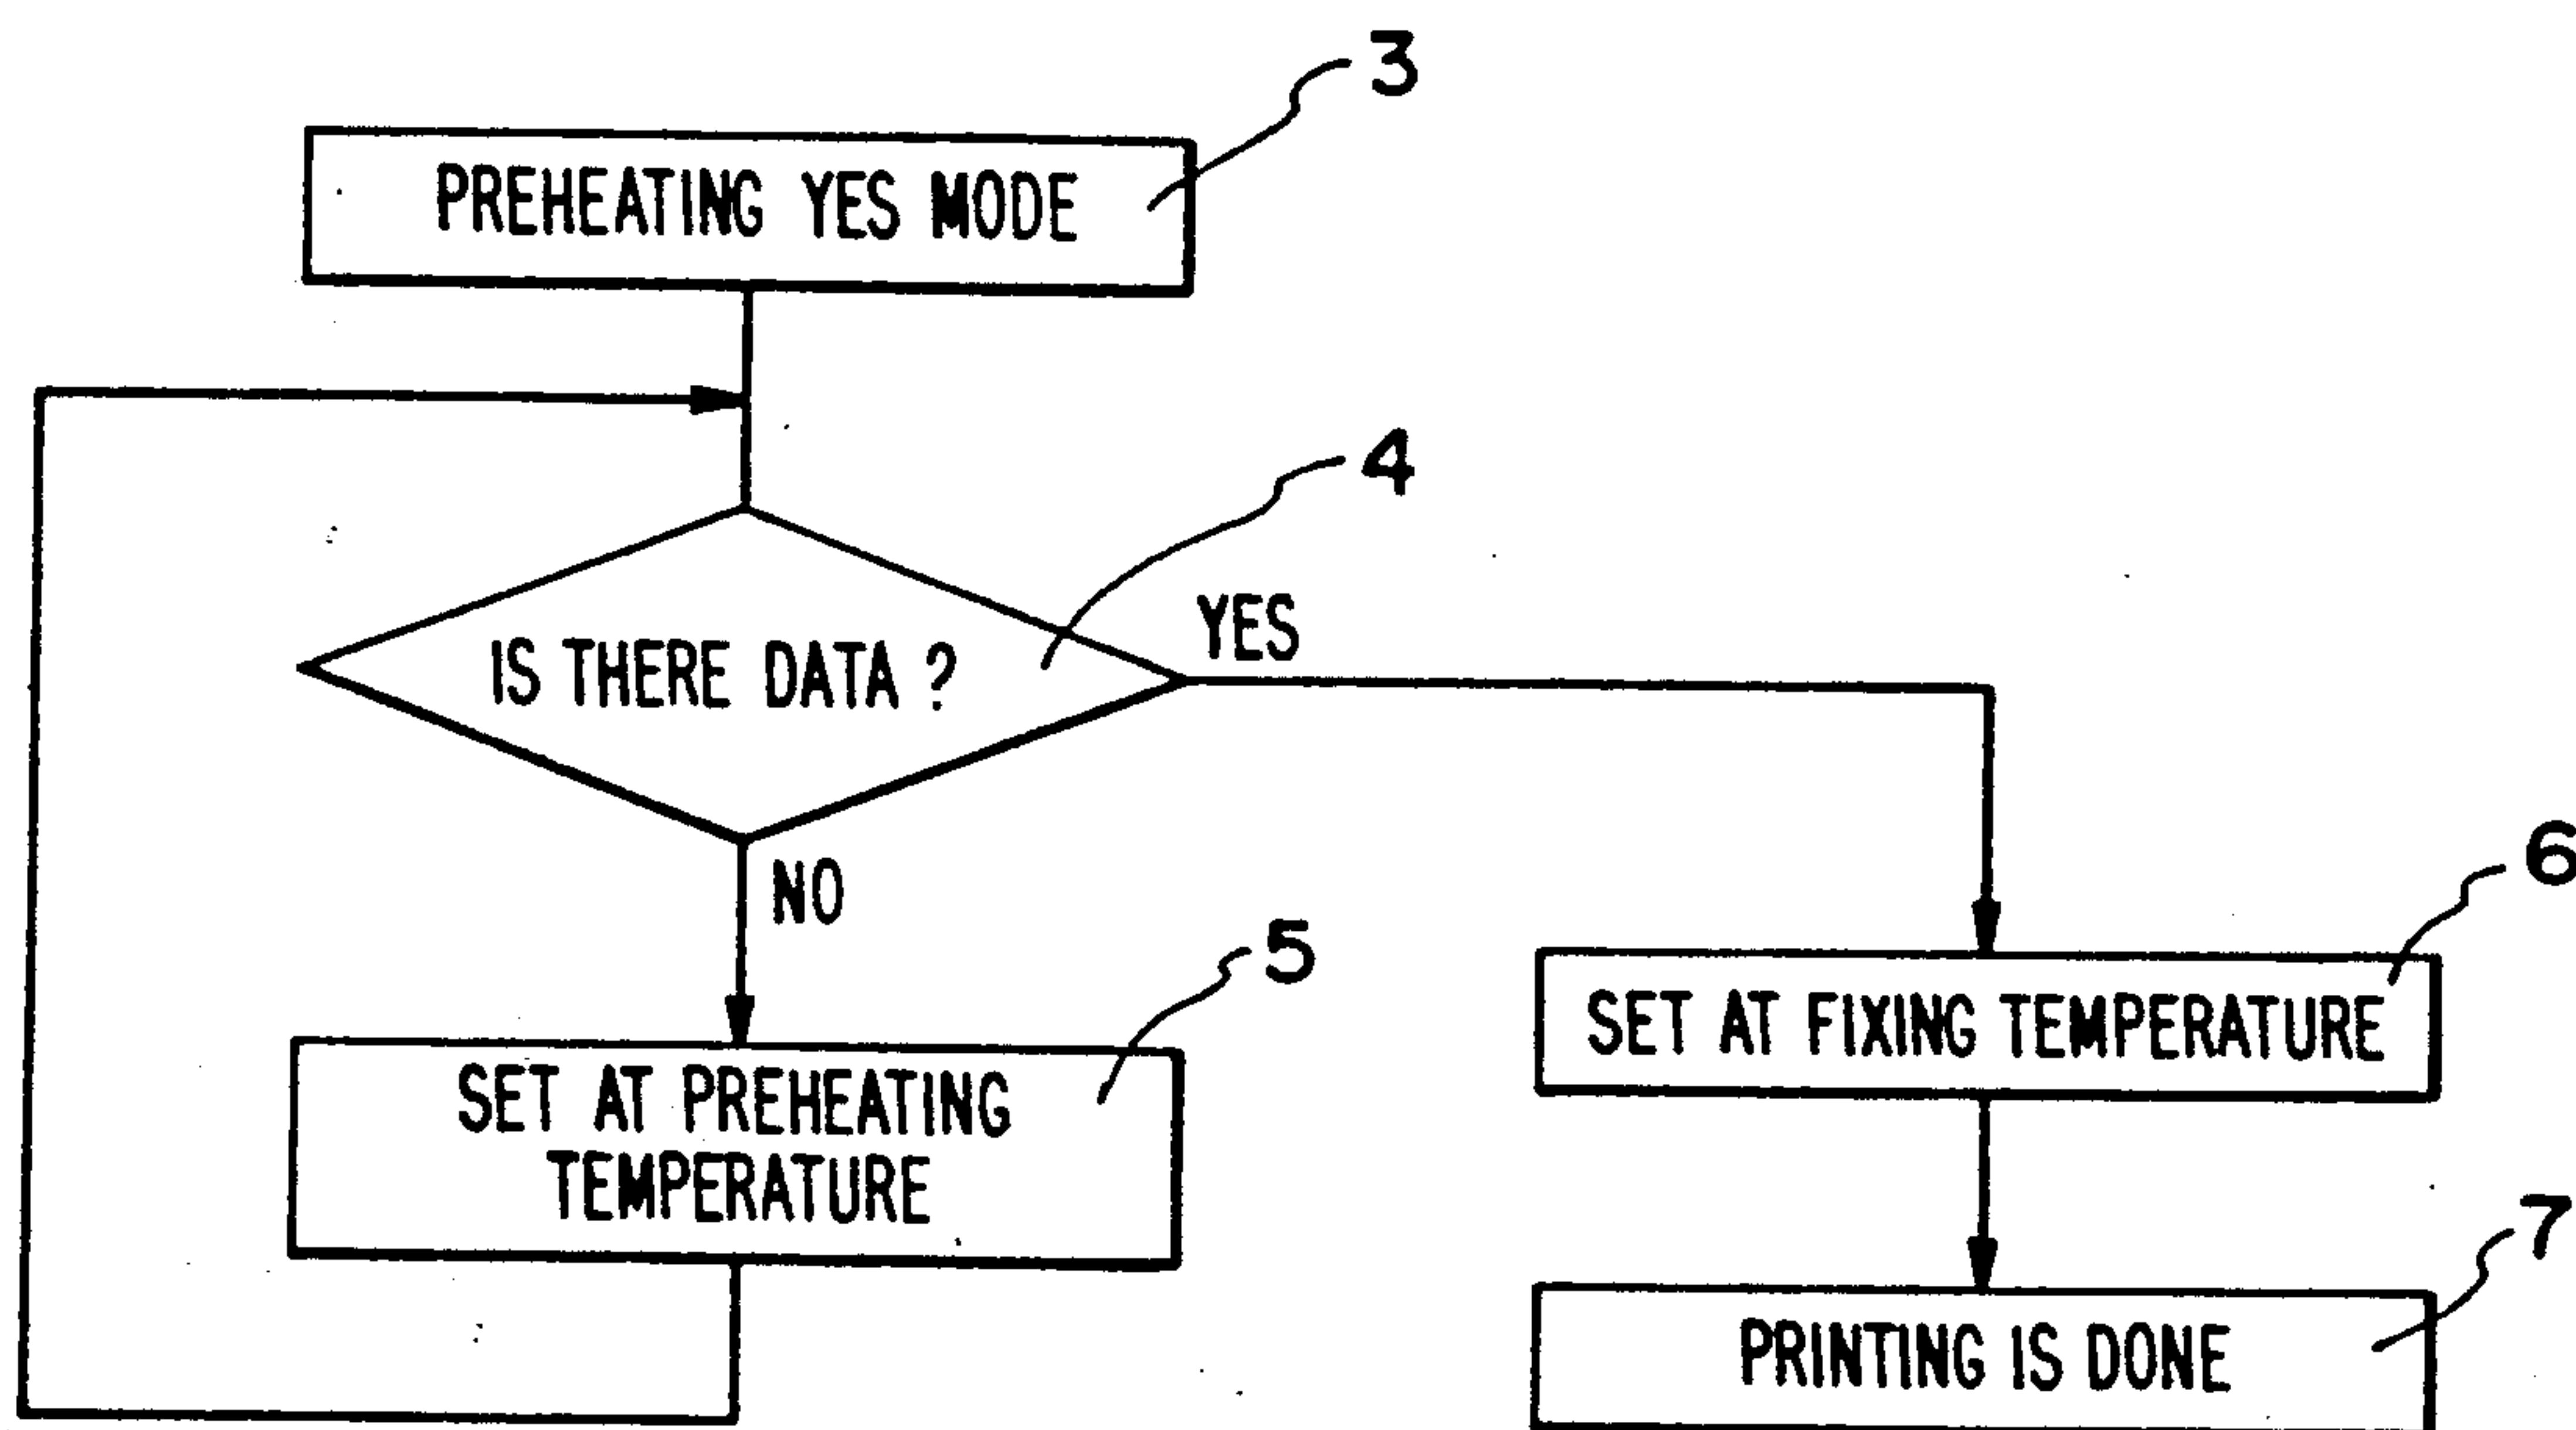 3
PREHEATING YES MODE
4
YES
IS THERE DATA ?
NO
5
SET AT PREHEATING
TEMPERATURE
6
SET AT FIXING TEMPERATURE
7
PRINTING IS DONE